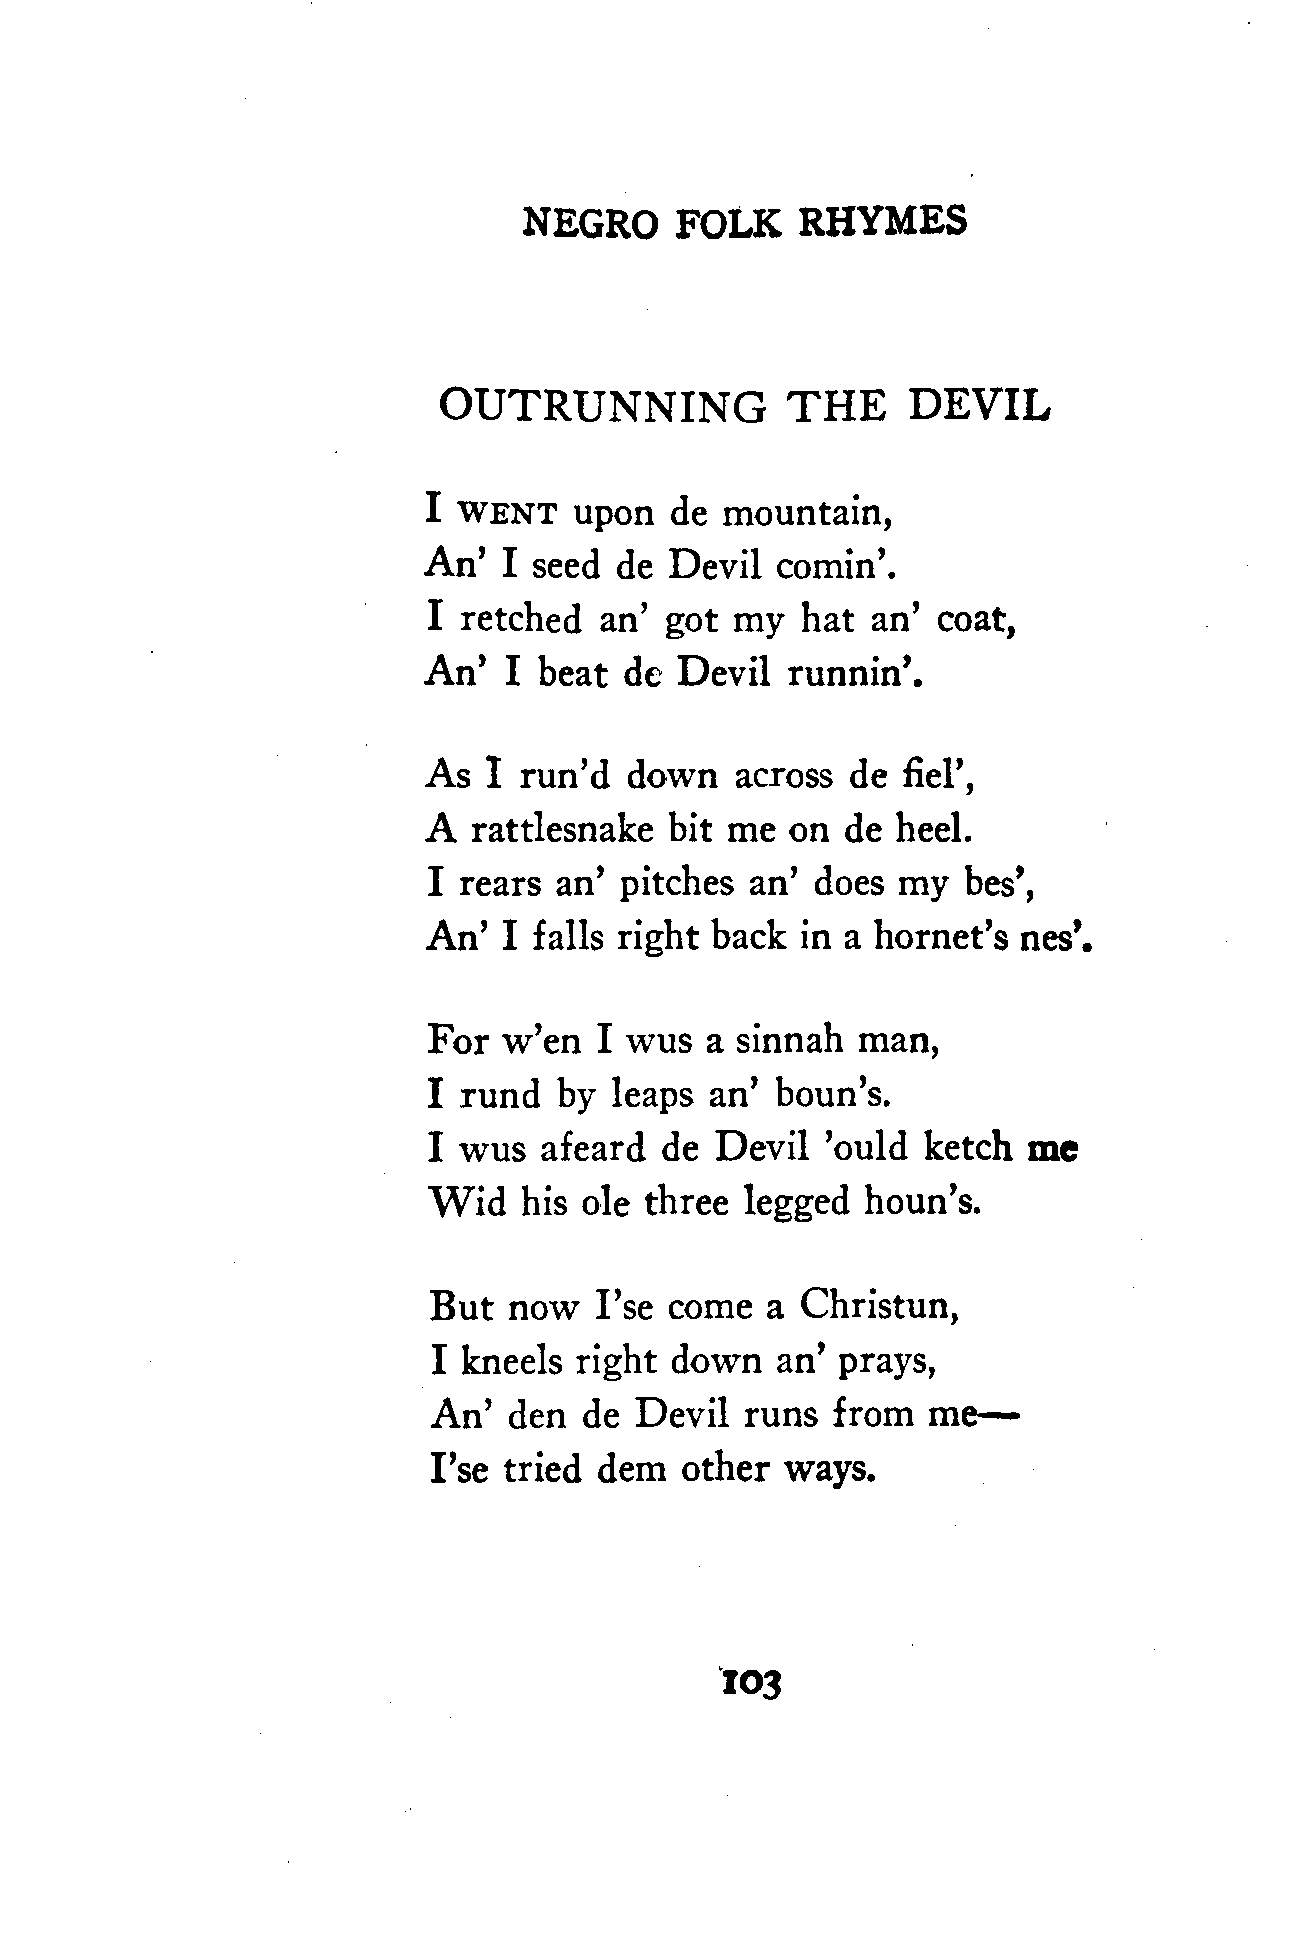 NEGRO FOLK RHYMES
OUTRUNNING THE DEVIL
I WENT upon de mountain,
An' I seed de Devil comin'.
I retched an' got my hat an' coat,
An' I beat de Devil runnin'.
As I run'd down across de fiel',
A rattlesnake bit me on de heel.
I rears an' pitches an' does my bes',
An' I falls right back in a hornet's nes'.
For w'en I wus a sinnah man,
I rund by leaps an' boun's.
I wus afeard de Devil 'ould ketch me
Wid his ole three legged houn's.
But now I'se come a Christun,
I kneels right down an' prays,
An' den de Devil runs from me—
I'se tried dem other ways.
103